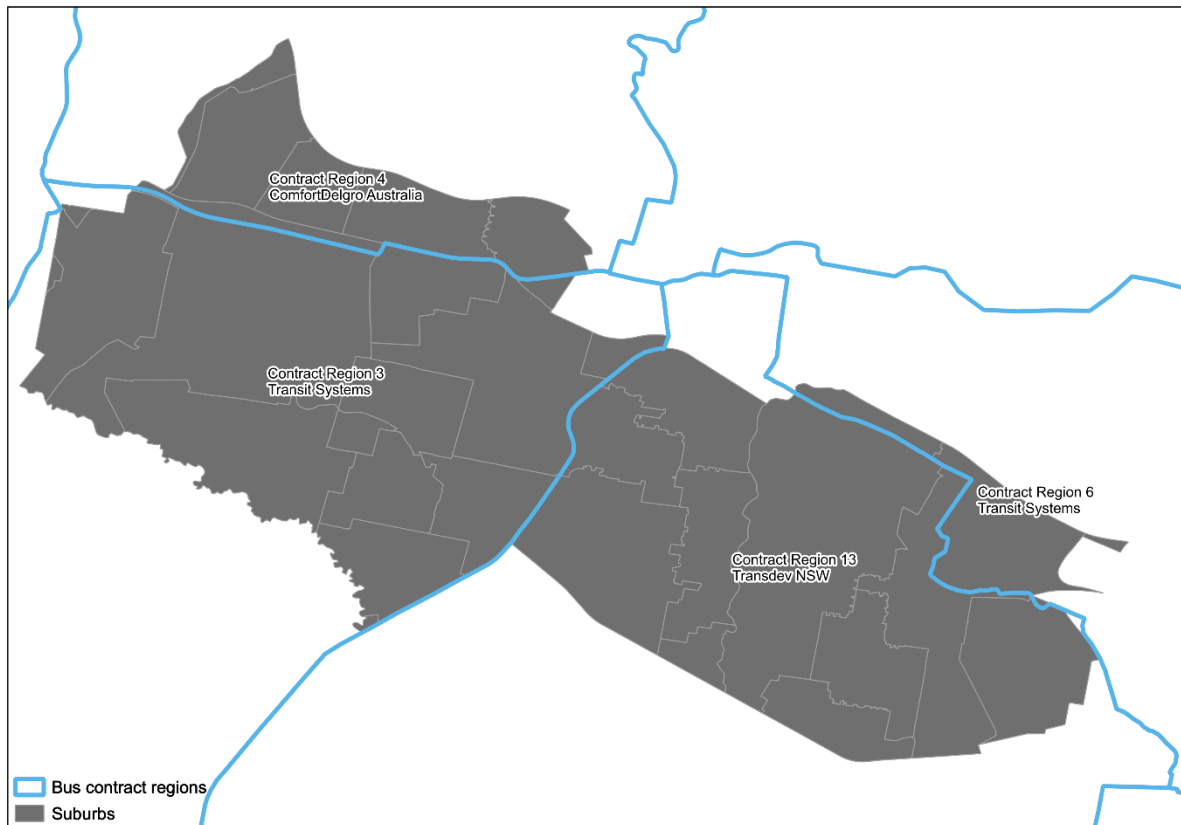 Contract Region 4
ComfortDelgro Australia
Contract Region 3
Transit Systems
Contract Region 6
Transit Systems
Contract Region 13
Transdev NSW
Bus contract regions
Suburbs